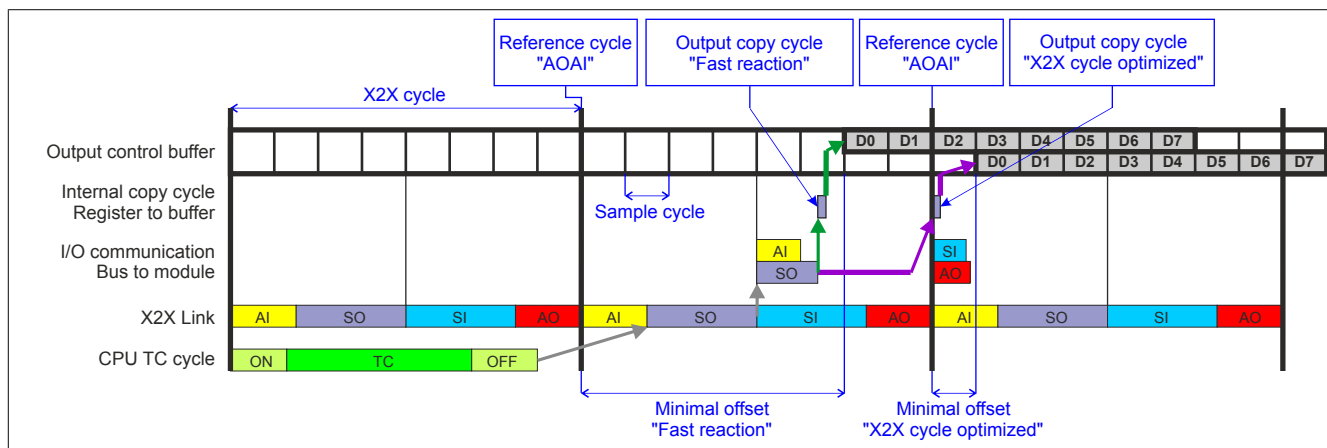 Reference cycle
"AOAI"
Output copy cycle
"Fast reaction"
Reference cycle
"AOAI"
Output copy cycle
"X2X cycle optimized"
X2X cycle
Output control buffer
D0 D1 D2 D3 D4 D5 D6 D7
D0 D1 D2 D3 D4 D5 D6 D7
Internal copy cycle
Register to buffer
Sample cycle
I/O communication
Bus to module
AI
SO
SI
AO
X2X Link
AI SO SI AO AI SO SI AO AI SO SI AO
CPU TC cycle
ON TC OFF
Minimal offset
"Fast reaction"
Minimal offset
"X2X cycle optimized"